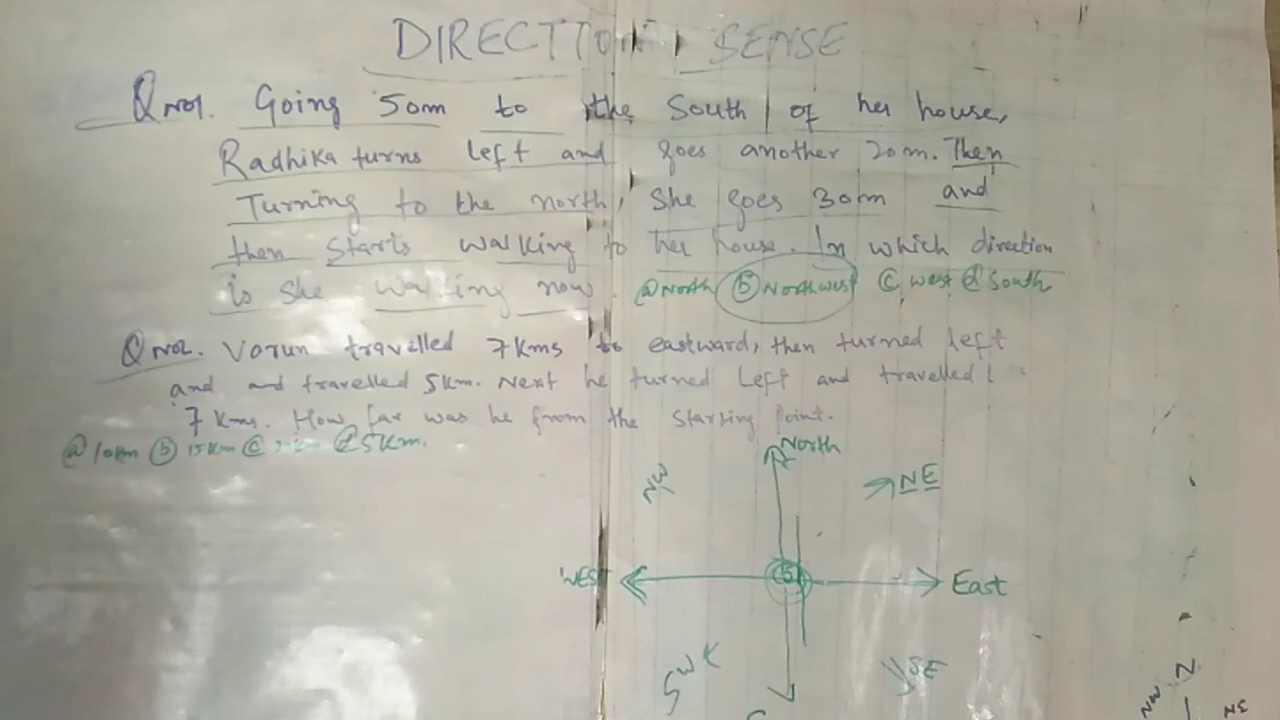 DIRECTTION SENSE
Q no1. Going 50m to the South of her house,
Radhika turns left and goes another 20m. Then
Turning to the north, She goes 30m and
then starts walking to her house. In which direction
is she walking now. ⓐ North ⓑ Northwest ⓒ west ⓓ South
Q no2. Varun travelled 7Kms to eastward, then turned left
and and travelled 5km. Next he turned Left and travelled
7 Kms. How far was he from the starting Point.
ⓐ 10km ⓑ 15Km ⓒ ⓓ 5Km.
North
NW
NE
WEST
East
SW
SE
N
NW
NE